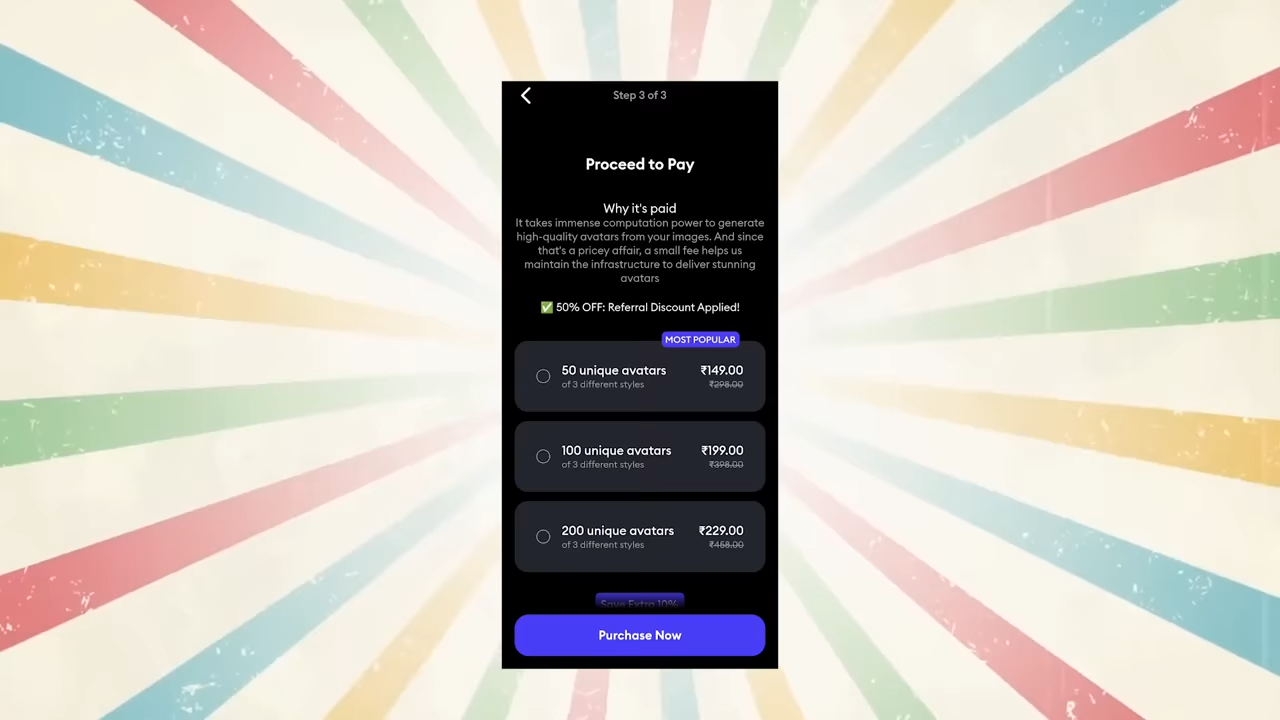 Step 3 of 3
Proceed to Pay
Why it's paid
It takes immense computation power to generate
high-quality avatars from your images. And since
that's a pricey affair, a small fee helps us
maintain the infrastructure to deliver stunning
avatars
✅ 50% OFF: Referral Discount Applied!
MOST POPULAR
50 unique avatars ₹149.00
of 3 different styles ₹298.00
100 unique avatars ₹199.00
of 3 different styles ₹398.00
200 unique avatars ₹229.00
of 3 different styles ₹458.00
Save Extra 10%
Purchase Now